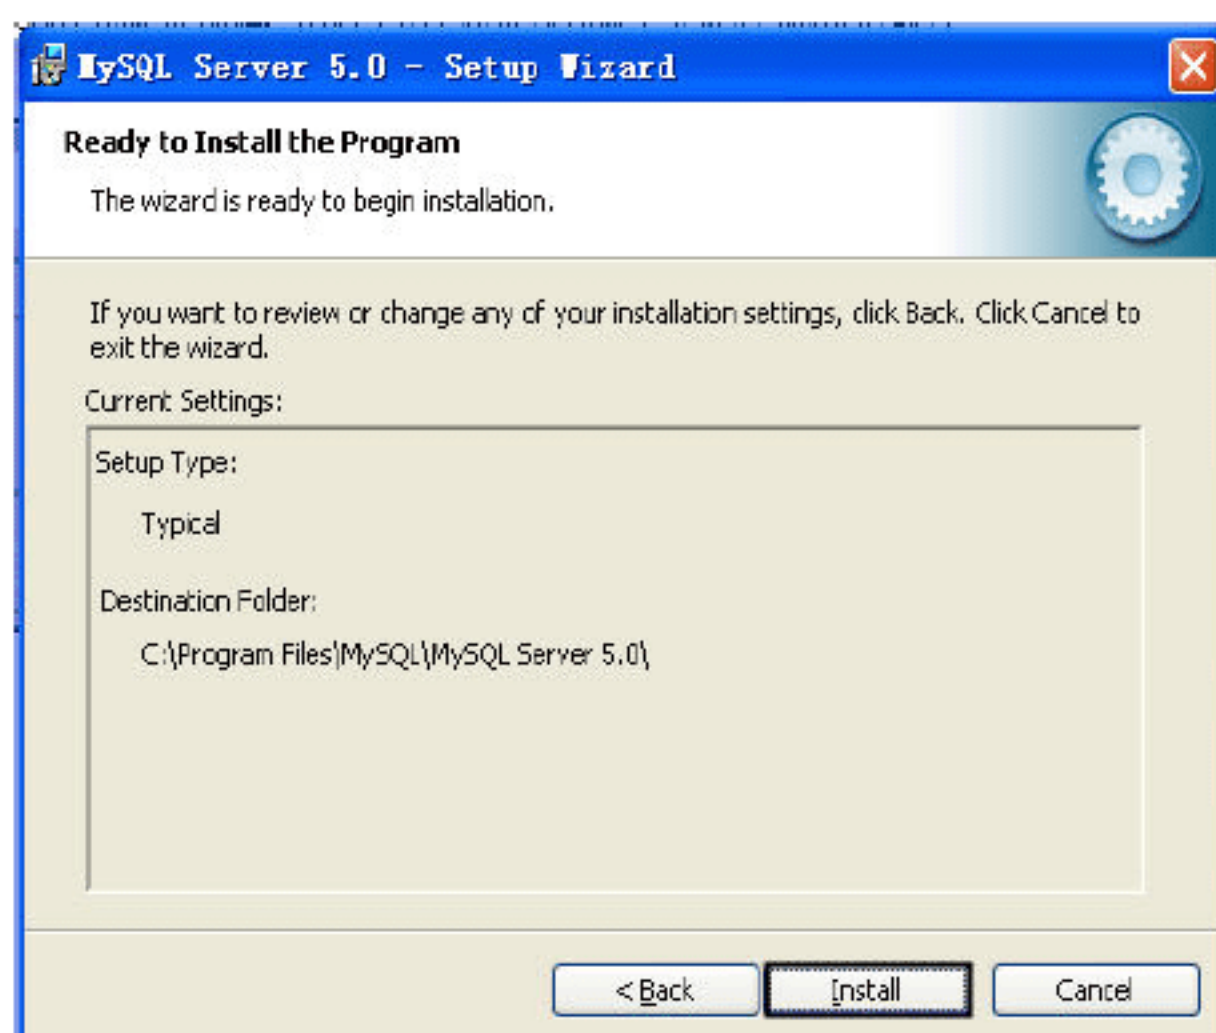 MySQL Server 5.0 - Setup Wizard
Ready to Install the Program
The wizard is ready to begin installation.
If you want to review or change any of your installation settings, click Back. Click Cancel to
exit the wizard.
Current Settings:
Setup Type:
Typical
Destination Folder:
C:\Program Files\MySQL\MySQL Server 5.0\
< Back
Install
Cancel